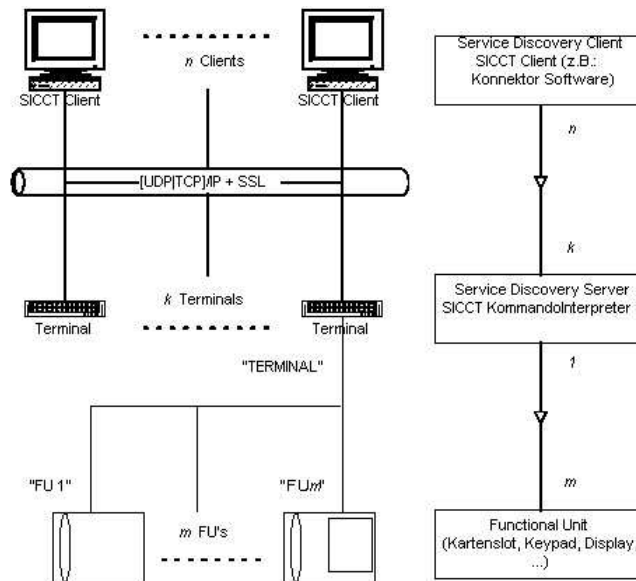 n Clients
SICCT Client
SICCT Client
[UDP|TCP]/IP + SSL
k Terminals
Terminal
Terminal
"TERMINAL"
"FU 1"
"FUm"
m FU's
Service Discovery Client
SICCT Client (z.B.:
Konnektor Software)
n
k
Service Discovery Server
SICCT KommandoInterpreter
1
m
Functional Unit
(Kartenslot, Keypad, Display
...)